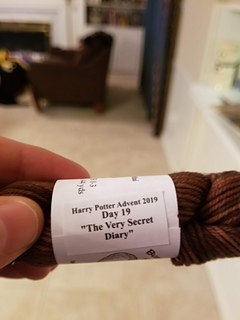 Harry Potter Advent 2019
Day 19
"The Very Secret
Diary"